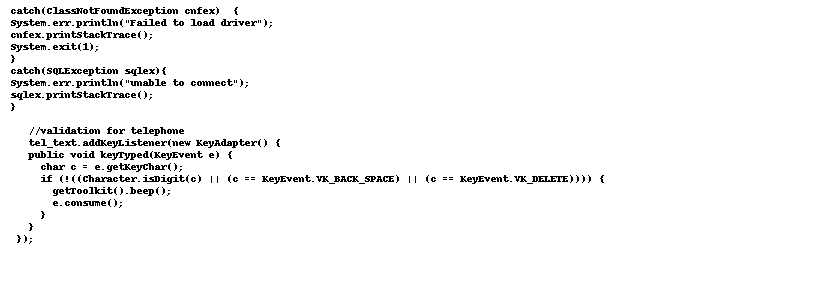 catch(ClassNotFoundException cnfex)  {
System.err.println("Failed to load driver");
cnfex.printStackTrace();
System.exit(1);
}
catch(SQLException sqlex){
System.err.println("unable to connect");
sqlex.printStackTrace();
}
//validation for telephone
tel_text.addKeyListener(new KeyAdapter() {
public void keyTyped(KeyEvent e) {
char c = e.getKeyChar();
if (!((Character.isDigit(c) || (c == KeyEvent.VK_BACK_SPACE) || (c == KeyEvent.VK_DELETE)))) {
getToolkit().beep();
e.consume();
}
}
});